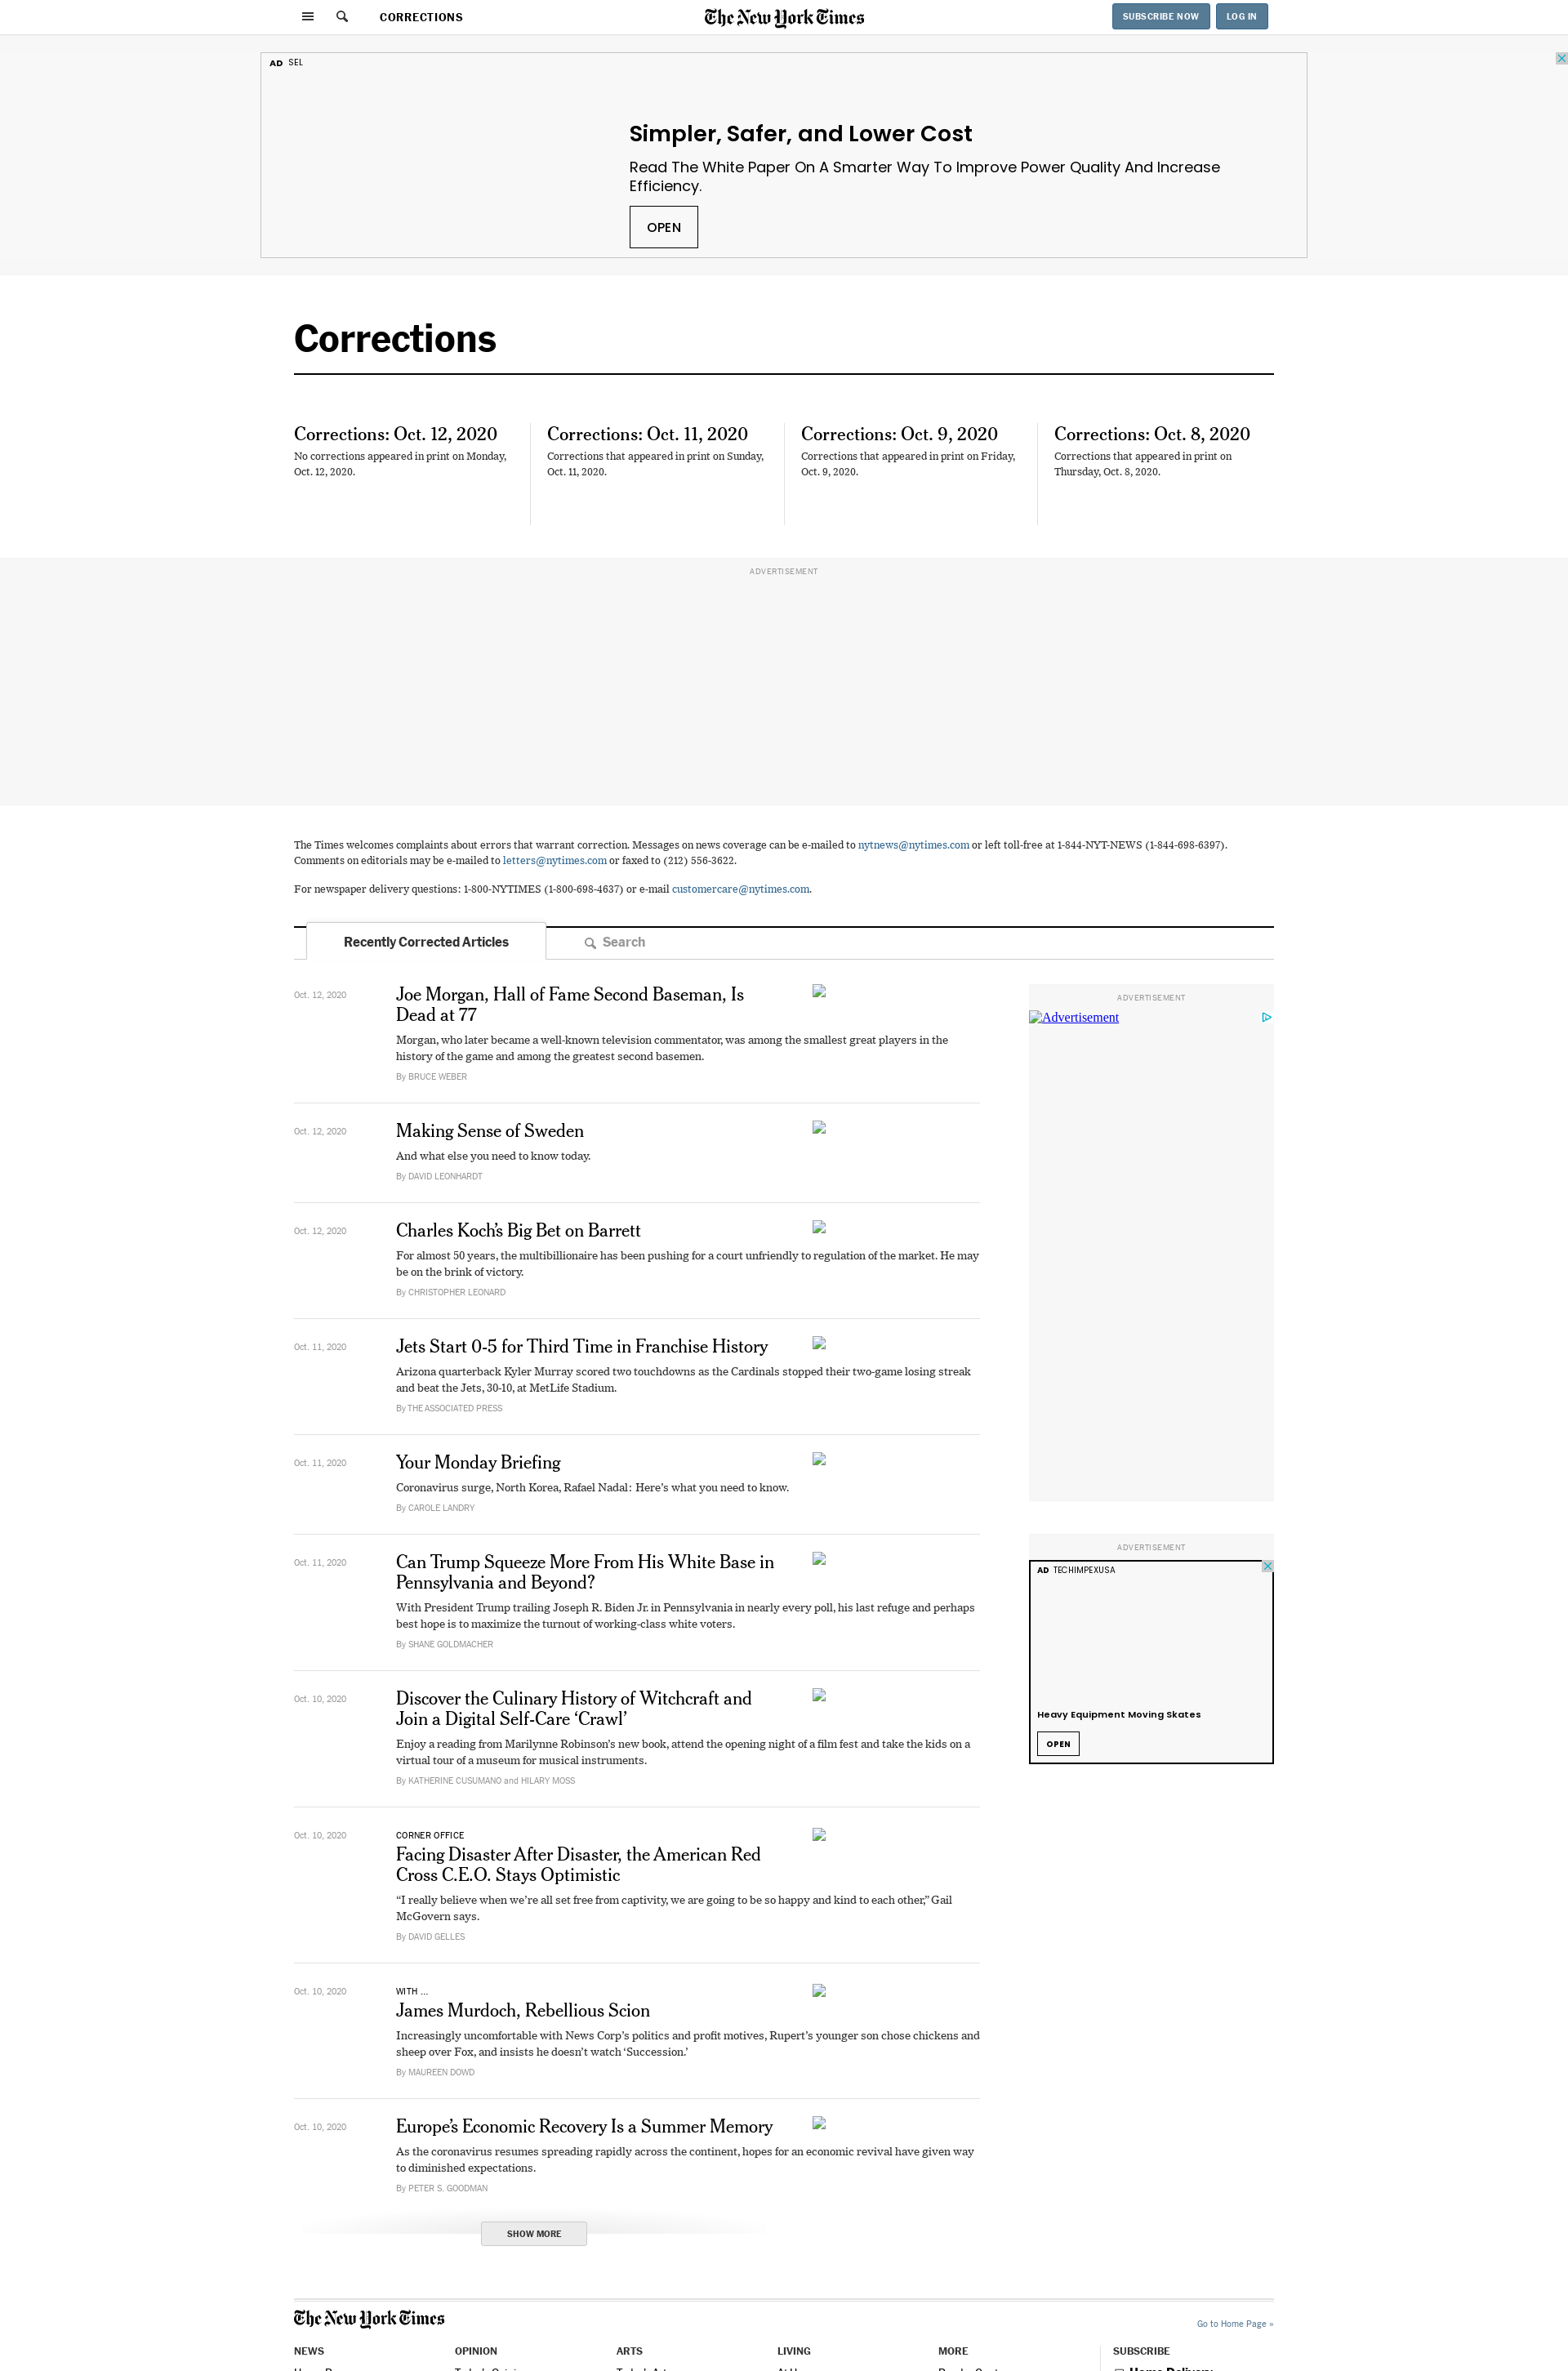 CORRECTIONS
The New York Times
SUBSCRIBE NOW
LOG IN
AD SEL
Simpler, Safer, and Lower Cost
Read The White Paper On A Smarter Way To Improve Power Quality And Increase
Efficiency.
OPEN
Corrections
Corrections: Oct. 12, 2020
No corrections appeared in print on Monday,
Oct. 12, 2020.
Corrections: Oct. 11, 2020
Corrections that appeared in print on Sunday,
Oct. 11, 2020.
Corrections: Oct. 9, 2020
Corrections that appeared in print on Friday,
Oct. 9, 2020.
Corrections: Oct. 8, 2020
Corrections that appeared in print on
Thursday, Oct. 8, 2020.
ADVERTISEMENT
The Times welcomes complaints about errors that warrant correction. Messages on news coverage can be e-mailed to nytnews@nytimes.com or left toll-free at 1-844-NYT-NEWS (1-844-698-6397).
Comments on editorials may be e-mailed to letters@nytimes.com or faxed to (212) 556-3622.
For newspaper delivery questions: 1-800-NYTIMES (1-800-698-4637) or e-mail customercare@nytimes.com.
Recently Corrected Articles
Search
Oct. 12, 2020
Joe Morgan, Hall of Fame Second Baseman, Is
Dead at 77
Morgan, who later became a well-known television commentator, was among the smallest great players in the
history of the game and among the greatest second basemen.
By BRUCE WEBER
Oct. 12, 2020
Making Sense of Sweden
And what else you need to know today.
By DAVID LEONHARDT
Oct. 12, 2020
Charles Koch's Big Bet on Barrett
For almost 50 years, the multibillionaire has been pushing for a court unfriendly to regulation of the market. He may
be on the brink of victory.
By CHRISTOPHER LEONARD
Oct. 11, 2020
Jets Start 0-5 for Third Time in Franchise History
Arizona quarterback Kyler Murray scored two touchdowns as the Cardinals stopped their two-game losing streak
and beat the Jets, 30-10, at MetLife Stadium.
By THE ASSOCIATED PRESS
Oct. 11, 2020
Your Monday Briefing
Coronavirus surge, North Korea, Rafael Nadal: Here's what you need to know.
By CAROLE LANDRY
Oct. 11, 2020
Can Trump Squeeze More From His White Base in
Pennsylvania and Beyond?
With President Trump trailing Joseph R. Biden Jr. in Pennsylvania in nearly every poll, his last refuge and perhaps
best hope is to maximize the turnout of working-class white voters.
By SHANE GOLDMACHER
Oct. 10, 2020
Discover the Culinary History of Witchcraft and
Join a Digital Self-Care ‘Crawl’
Enjoy a reading from Marilynne Robinson's new book, attend the opening night of a film fest and take the kids on a
virtual tour of a museum for musical instruments.
By KATHERINE CUSUMANO and HILARY MOSS
Oct. 10, 2020
CORNER OFFICE
Facing Disaster After Disaster, the American Red
Cross C.E.O. Stays Optimistic
“I really believe when we're all set free from captivity, we are going to be so happy and kind to each other,” Gail
McGovern says.
By DAVID GELLES
Oct. 10, 2020
WITH ...
James Murdoch, Rebellious Scion
Increasingly uncomfortable with News Corp's politics and profit motives, Rupert's younger son chose chickens and
sheep over Fox, and insists he doesn't watch ‘Succession.’
By MAUREEN DOWD
Oct. 10, 2020
Europe's Economic Recovery Is a Summer Memory
As the coronavirus resumes spreading rapidly across the continent, hopes for an economic revival have given way
to diminished expectations.
By PETER S. GOODMAN
SHOW MORE
ADVERTISEMENT
Advertisement
ADVERTISEMENT
AD TECHIMPEXUSA
Heavy Equipment Moving Skates
OPEN
The New York Times
Go to Home Page »
NEWS
OPINION
ARTS
LIVING
MORE
SUBSCRIBE
Home Delivery